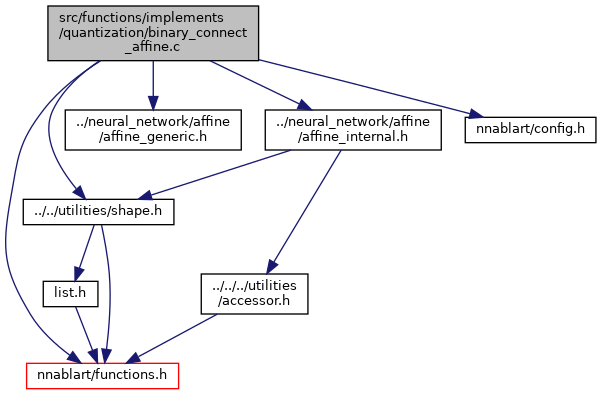 src/functions/implements
/quantization/binary_connect
_affine.c
../neural_network/affine
/affine_generic.h
../neural_network/affine
/affine_internal.h
nnablart/config.h
../../utilities/shape.h
list.h
../../../utilities
/accessor.h
nnablart/functions.h